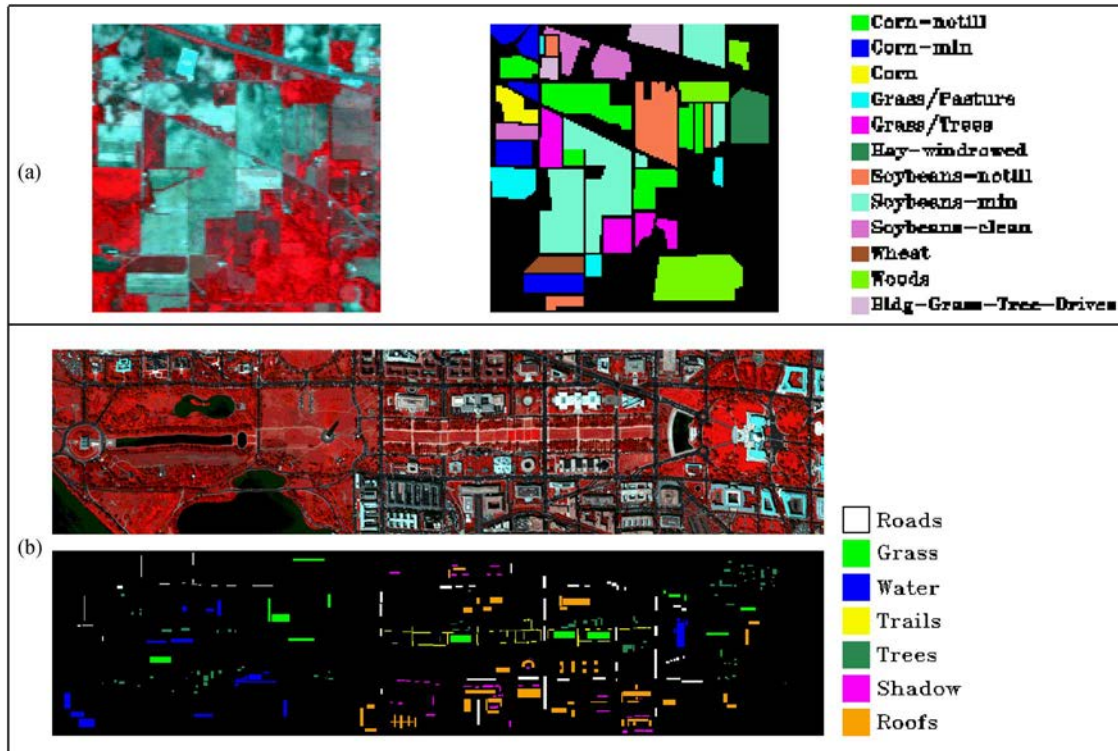 (a)
Corn-notill
Corn-min
Corn
Grass/Pasture
Grass/Trees
Hay-windrowed
Soybeans-notill
Soybeans-min
Soybeans-clean
Wheat
Woods
Bldg-Grass-Tree-Drives
(b)
Roads
Grass
Water
Trails
Trees
Shadow
Roofs